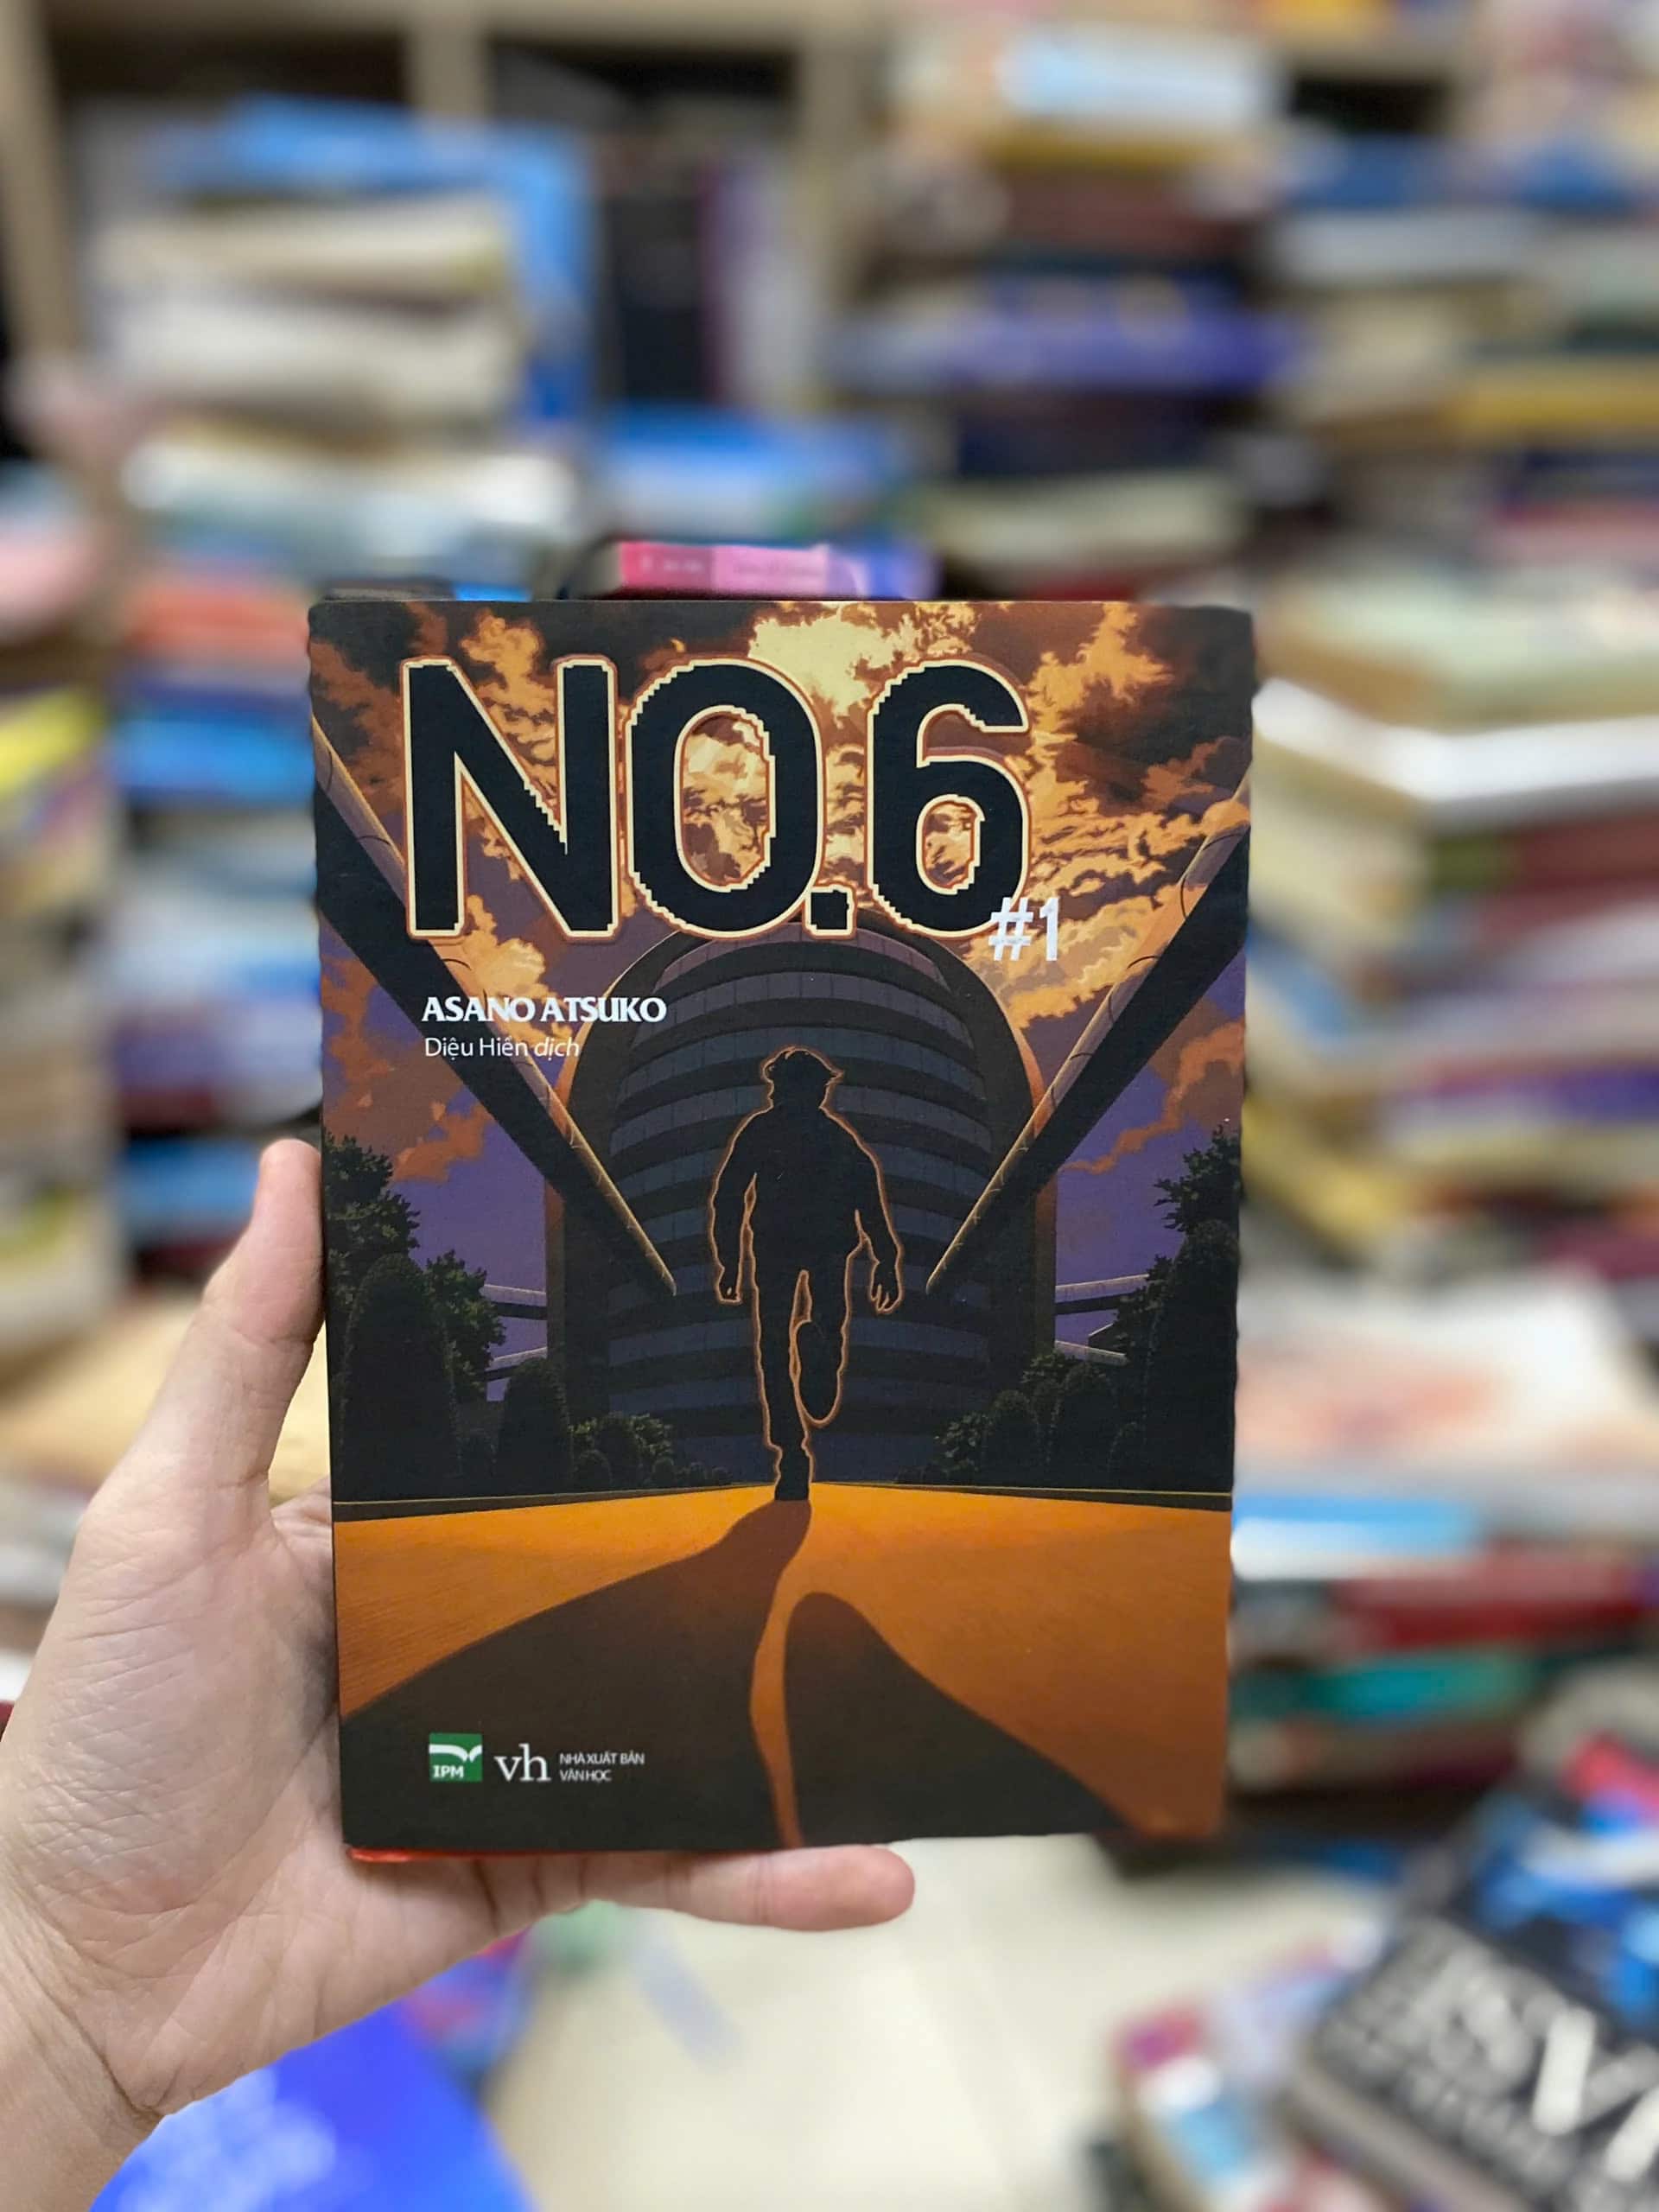 NO.6
#1
ASANO ATSUKO
Diệu Hiền dịch
IPM
vh
NHÀ XUẤT BẢN
VĂN HỌC